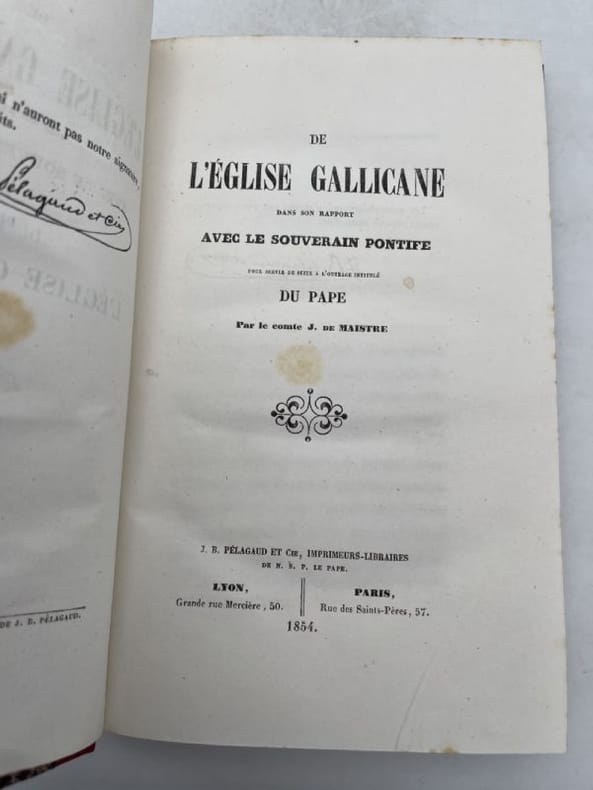 n'auront pas notre signature,
Pélagaud et Cie
DE J. B. PÉLAGAUD.
DE
L'ÉGLISE GALLICANE
DANS SON RAPPORT
AVEC LE SOUVERAIN PONTIFE
POUR SERVIR DE SUITE A L'OUVRAGE INTITULÉ
DU PAPE
Par le comte J. DE MAISTRE
J. B. PÉLAGAUD ET Cie, IMPRIMEURS-LIBRAIRES
DE N. S. P. LE PAPE.
LYON,
Grande rue Mercière, 50.
PARIS,
Rue des Saints-Pères, 57.
1854.